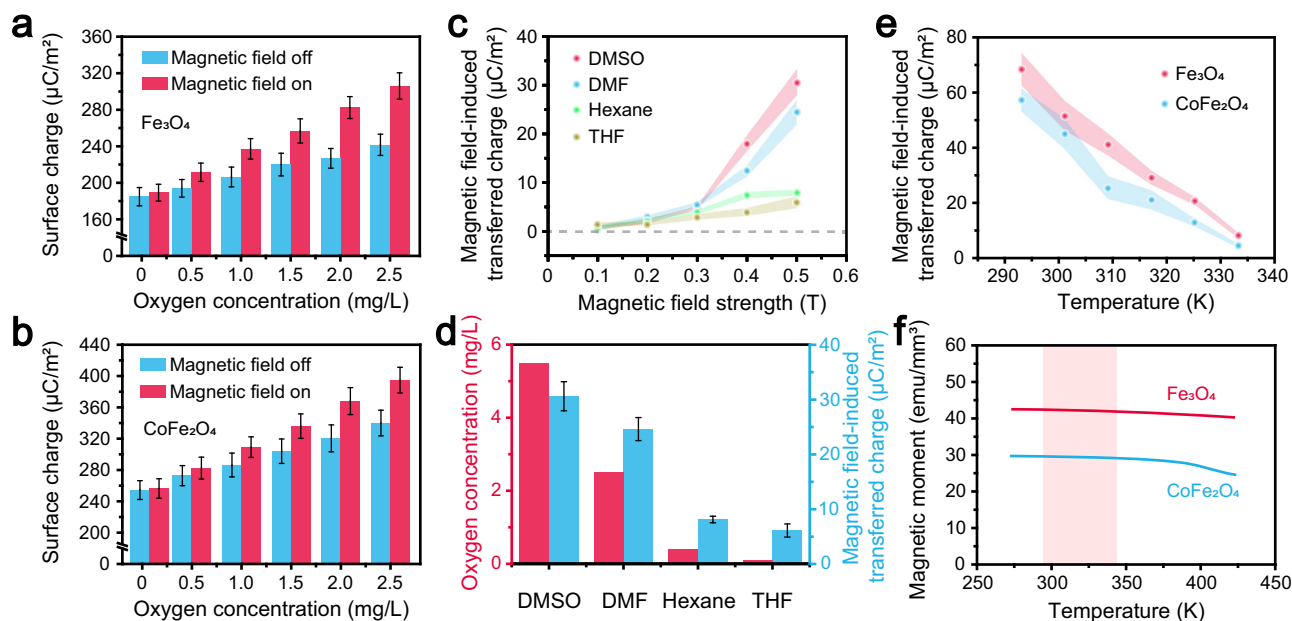 a
Surface charge (μC/m²)
360
300
240
200
160
Magnetic field off
Magnetic field on
Fe₃O₄
0 0.5 1.0 1.5 2.0 2.5
Oxygen concentration (mg/L)
b
Surface charge (μC/m²)
440
400
360
320
280
240
200
0
Magnetic field off
Magnetic field on
CoFe₂O₄
0 0.5 1.0 1.5 2.0 2.5
Oxygen concentration (mg/L)
c
Magnetic field-induced
transferred charge (μC/m²)
40
30
20
10
0
DMSO
DMF
Hexane
THF
0 0.1 0.2 0.3 0.4 0.5 0.6
Magnetic field strength (T)
d
Oxygen concentration (mg/L)
6
4
2
0
40
30
20
10
0
Magnetic field-induced
transferred charge (μC/m²)
DMSO DMF Hexane THF
e
Magnetic field-induced
transferred charge (μC/m²)
80
60
40
20
0
Fe₃O₄
CoFe₂O₄
290 300 310 320 330 340
Temperature (K)
f
Magnetic moment (emu/mm³)
60
50
40
30
20
10
0
Fe₃O₄
CoFe₂O₄
250 300 350 400 450
Temperature (K)